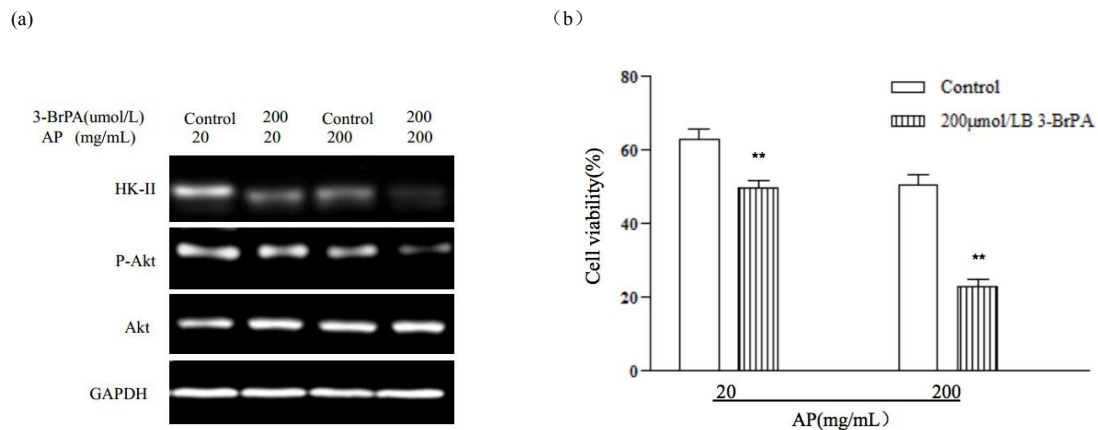 (a)
（b）
3-BrPA(umol/L) Control 200 Control 200
AP (mg/mL) 20 20 200 200
HK-II
P-Akt
Akt
GAPDH
Control
200μmol/LB 3-BrPA
Cell viability(%)
80
60
40
20
0
**
**
20 200
AP(mg/mL）